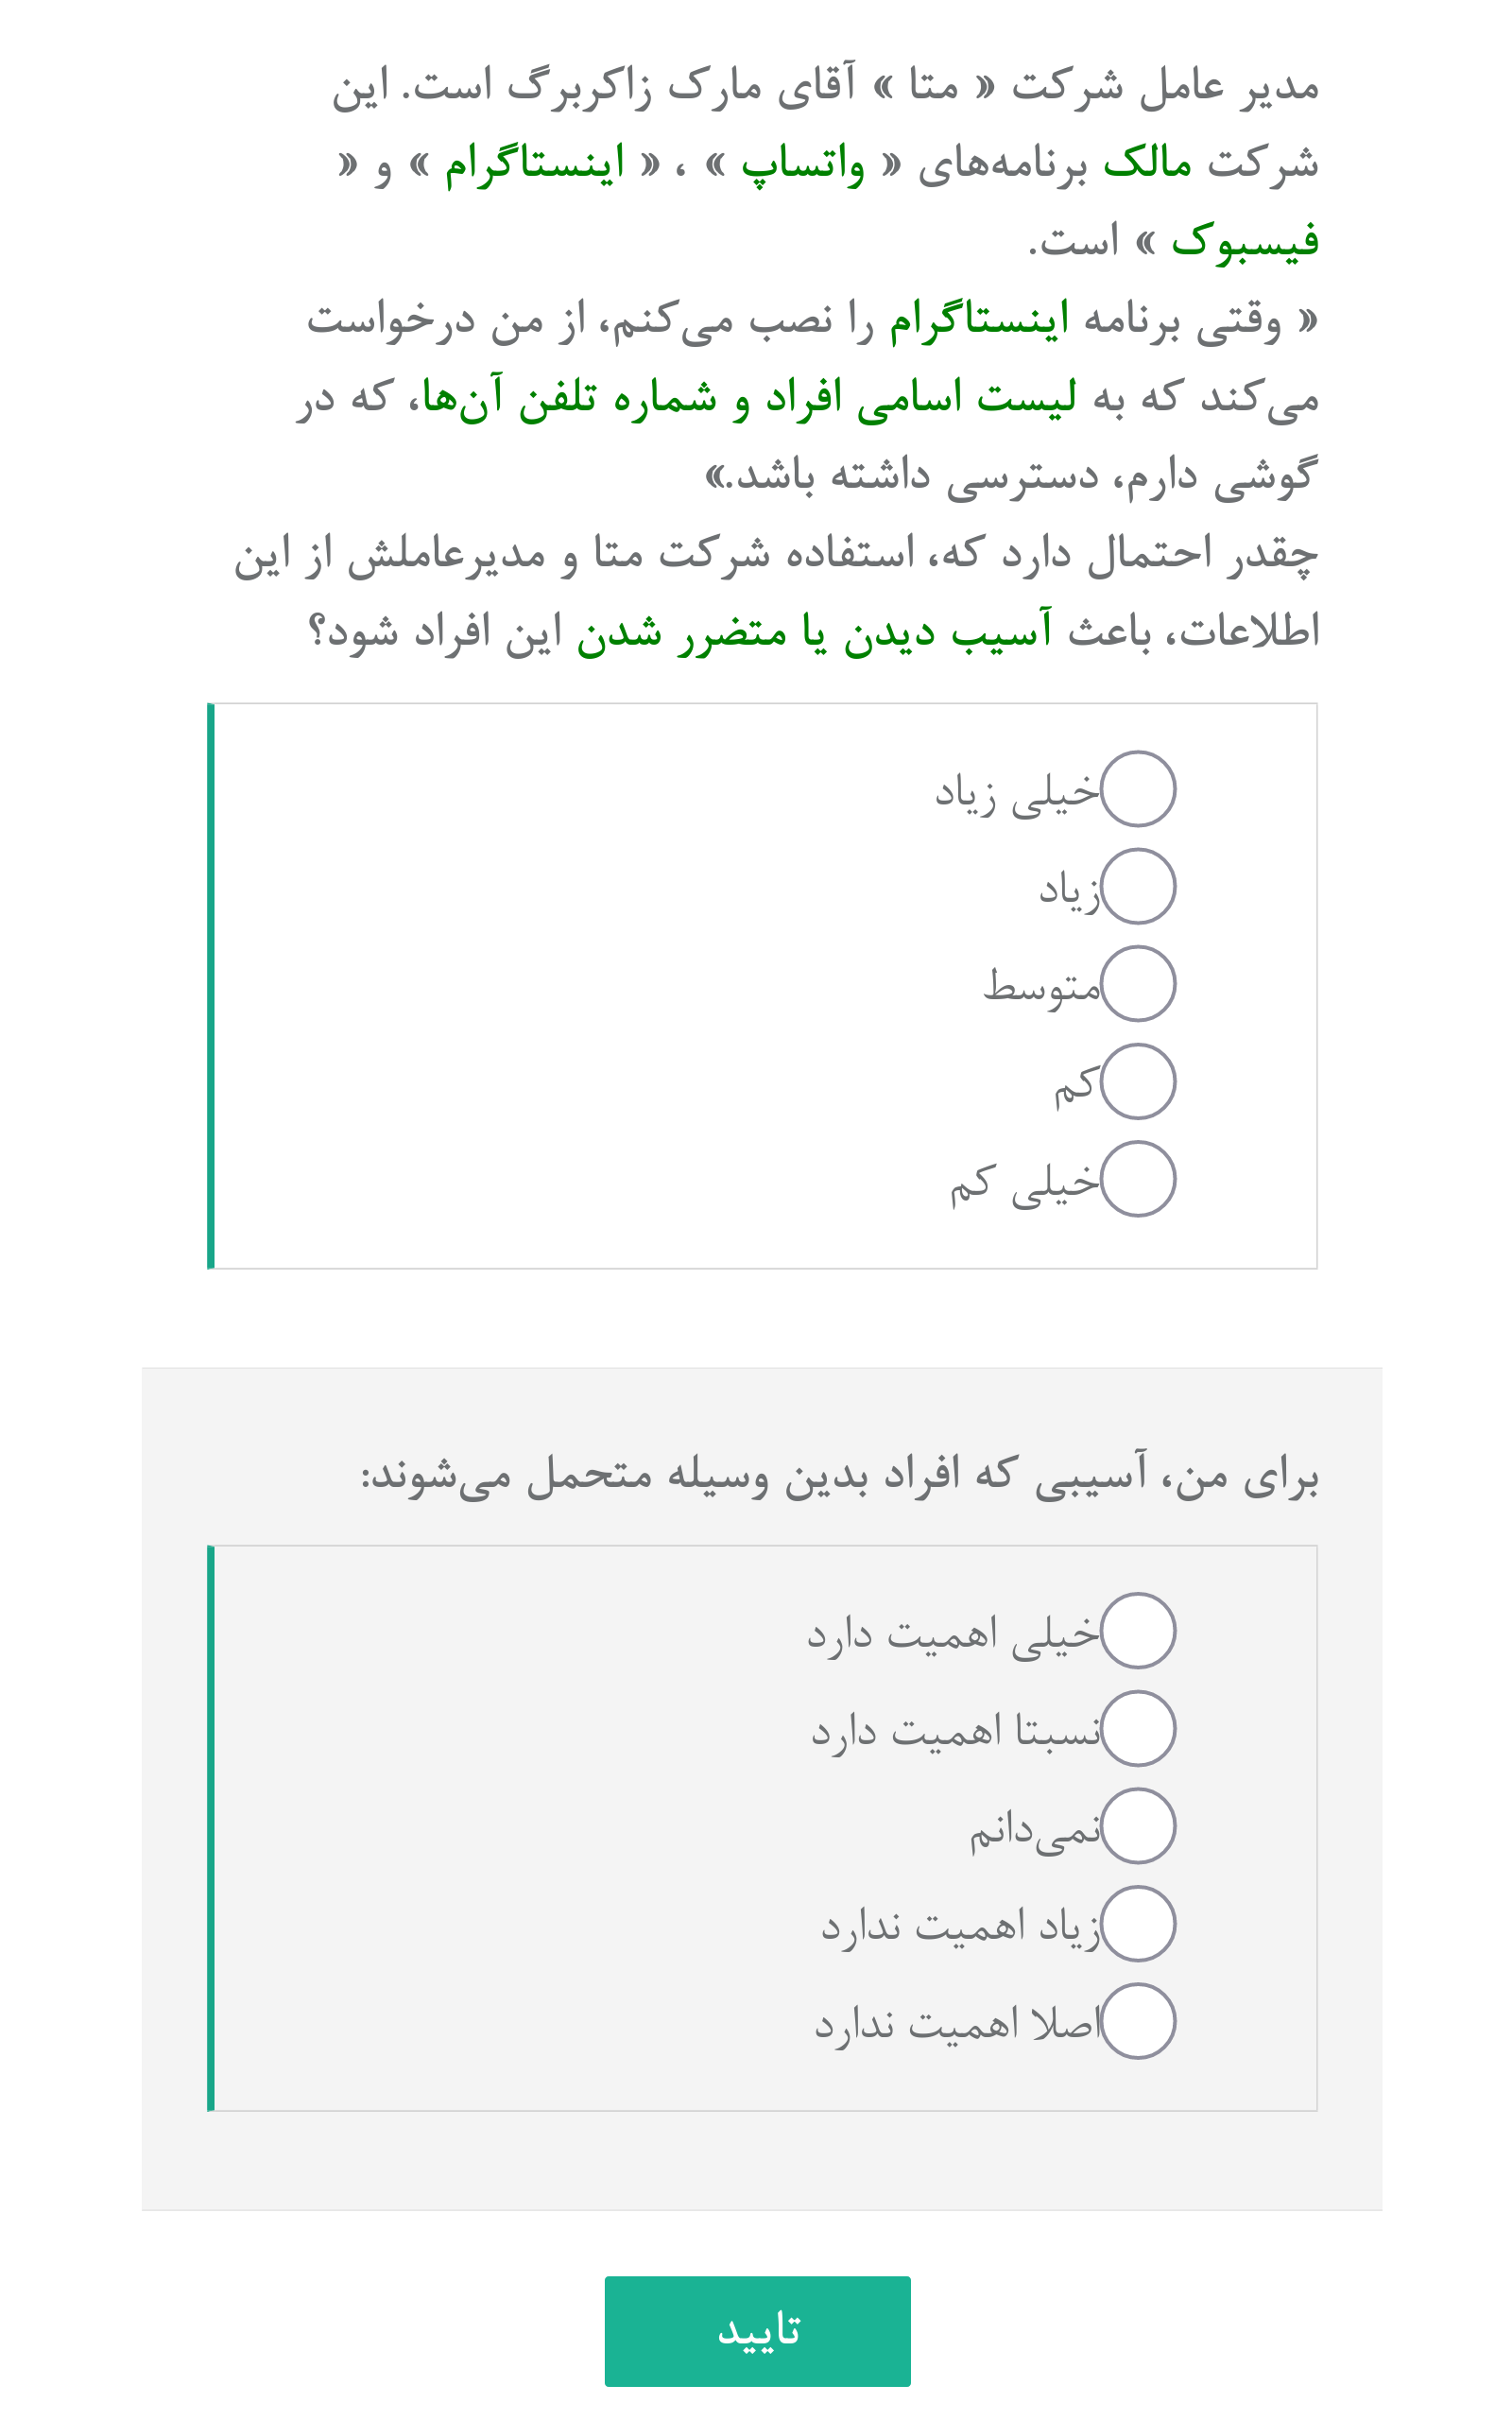 مدیر عامل شرکت « متا » آقای مارک زاکربرگ است. این
شرکت مالک برنامه‌های « واتساپ » ، « اینستاگرام » و «
فیسبوک » است.
« وقتی برنامه اینستاگرام را نصب می‌کنم، از من درخواست
می‌کند که به لیست اسامی افراد و شماره تلفن آن‌ها، که در
گوشی دارم، دسترسی داشته باشد.»
چقدر احتمال دارد که، استفاده شرکت متا و مدیرعاملش از این
اطلاعات، باعث آسیب دیدن یا متضرر شدن این افراد شود؟
خیلی زیاد
زیاد
متوسط
کم
خیلی کم
برای من، آسیبی که افراد بدین وسیله متحمل می‌شوند:
خیلی اهمیت دارد
نسبتا اهمیت دارد
نمی‌دانم
زیاد اهمیت ندارد
اصلا اهمیت ندارد
تایید